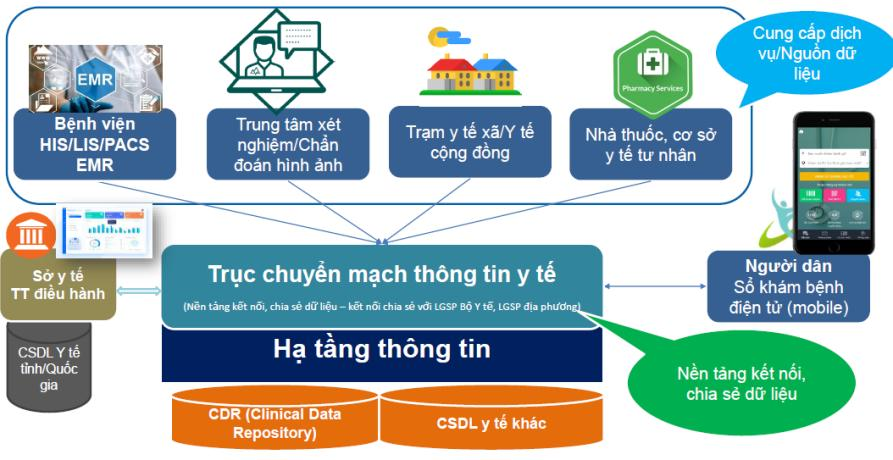 Cung cấp dịch
vụ/Nguồn dữ
liệu
EMR
Pharmacy Services
Bệnh viện
HIS/LIS/PACS
EMR
Trung tâm xét
nghiệm/Chẩn
đoán hình ảnh
Trạm y tế xã/Y tế
cộng đồng
Nhà thuốc, cơ sở
y tế tư nhân
Sở y tế
TT điều hành
Trục chuyển mạch thông tin y tế
(Nền tảng kết nối, chia sẻ dữ liệu – kết nối chia sẻ với LGSP Bộ Y tế, LGSP địa phương)
Người dân
Sổ khám bệnh
điện tử (mobile)
CSDL Y tế
tỉnh/Quốc
gia
Hạ tầng thông tin
Nền tảng kết nối,
chia sẻ dữ liệu
CDR (Clinical Data
Repository)
CSDL y tế khác